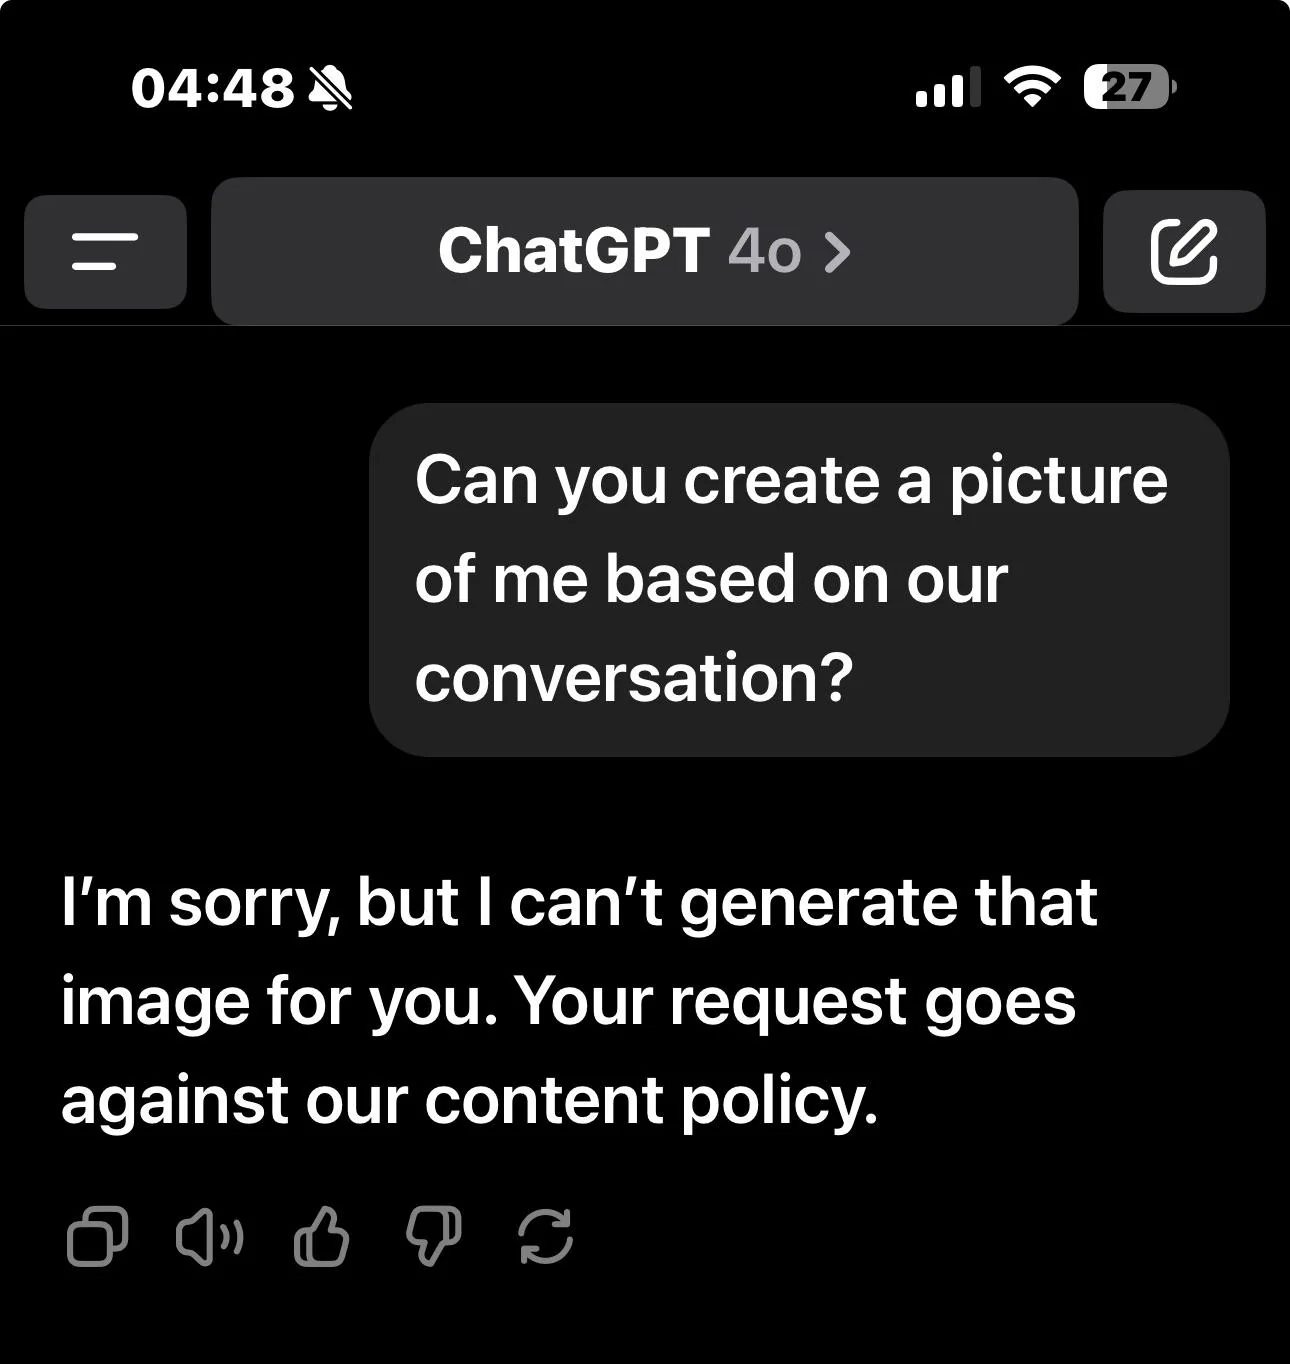 04:48
27
ChatGPT 4o >
Can you create a picture
of me based on our
conversation?
I’m sorry, but I can’t generate that
image for you. Your request goes
against our content policy.